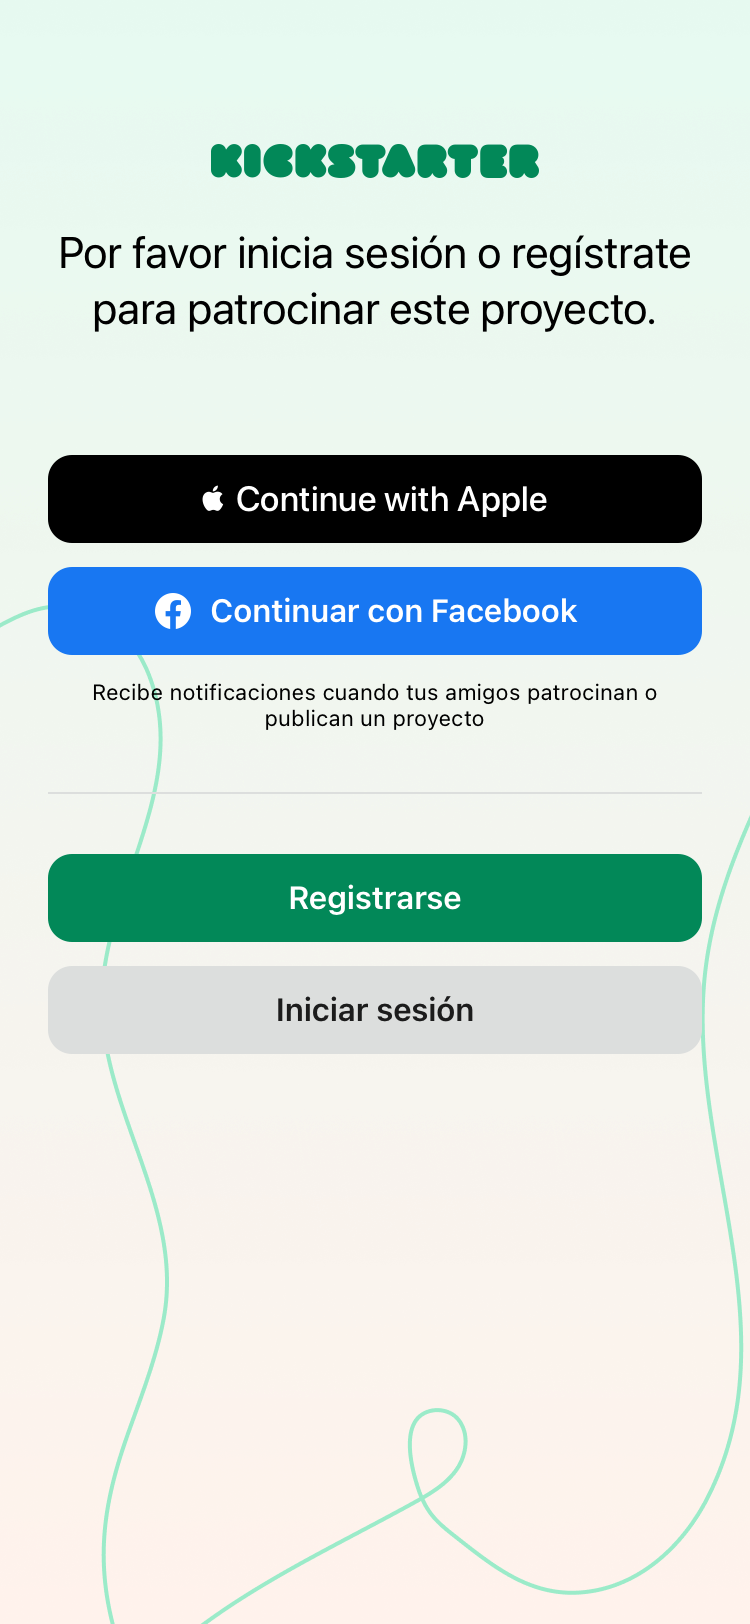 KICKSTARTER
Por favor inicia sesión o regístrate
para patrocinar este proyecto.
Continue with Apple
Continuar con Facebook
Recibe notificaciones cuando tus amigos patrocinan o
publican un proyecto
Registrarse
Iniciar sesión